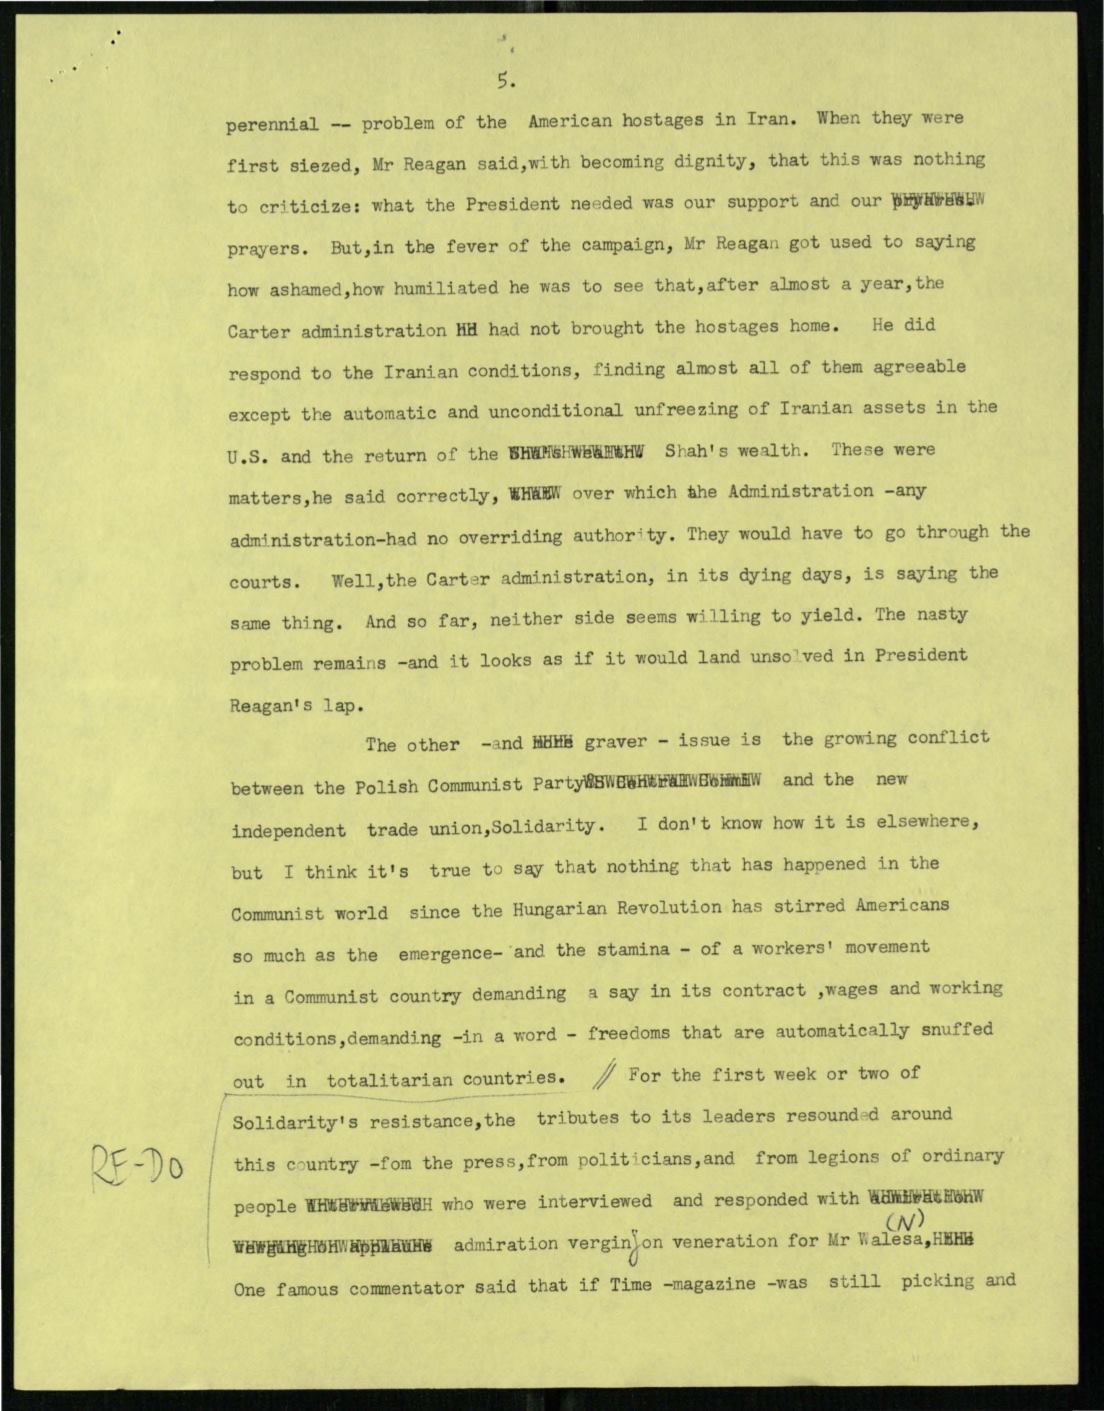 5.
perennial -- problem of the American hostages in Iran. When they were
first siezed, Mr Reagan said,with becoming dignity, that this was nothing
to criticize: what the President needed was our support and our
prayers. But,in the fever of the campaign, Mr Reagan got used to saying
how ashamed,how humiliated he was to see that,after almost a year,the
Carter administration had not brought the hostages home. He did
respond to the Iranian conditions, finding almost all of them agreeable
except the automatic and unconditional unfreezing of Iranian assets in the
U.S. and the return of the Shah's wealth. These were
matters,he said correctly, over which the Administration -any
administration-had no overriding authority. They would have to go through the
courts. Well,the Carter administration, in its dying days, is saying the
same thing. And so far, neither side seems willing to yield. The nasty
problem remains -and it looks as if it would land unsolved in President
Reagan's lap.
The other -and graver - issue is the growing conflict
between the Polish Communist Party and the new
independent trade union,Solidarity. I don't know how it is elsewhere,
but I think it's true to say that nothing that has happened in the
Communist world since the Hungarian Revolution has stirred Americans
so much as the emergence- and the stamina - of a workers' movement
in a Communist country demanding a say in its contract ,wages and working
conditions,demanding -in a word - freedoms that are automatically snuffed
out in totalitarian countries. // For the first week or two of
Solidarity's resistance,the tributes to its leaders resounded around
RE-DO this country -fom the press,from politicians,and from legions of ordinary
people who were interviewed and responded with
(N)
admiration verging on veneration for Mr Walesa,
One famous commentator said that if Time -magazine -was still picking and